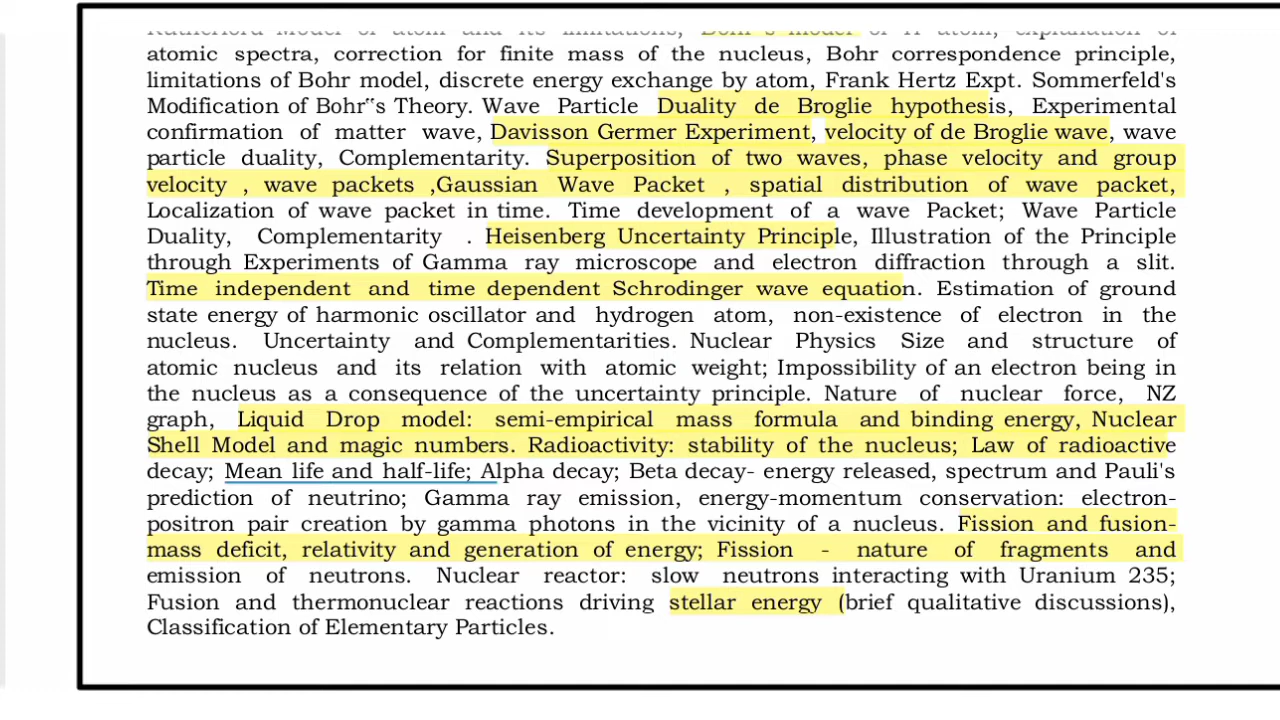 Rutherford Model of atom and its limitations, Bohr's model of H atom, explanation of
atomic spectra, correction for finite mass of the nucleus, Bohr correspondence principle,
limitations of Bohr model, discrete energy exchange by atom, Frank Hertz Expt. Sommerfeld's
Modification of Bohr‟s Theory. Wave Particle Duality de Broglie hypothesis, Experimental
confirmation of matter wave, Davisson Germer Experiment, velocity of de Broglie wave, wave
particle duality, Complementarity. Superposition of two waves, phase velocity and group
velocity , wave packets ,Gaussian Wave Packet , spatial distribution of wave packet,
Localization of wave packet in time. Time development of a wave Packet; Wave Particle
Duality, Complementarity . Heisenberg Uncertainty Principle, Illustration of the Principle
through Experiments of Gamma ray microscope and electron diffraction through a slit.
Time independent and time dependent Schrodinger wave equation. Estimation of ground
state energy of harmonic oscillator and hydrogen atom, non-existence of electron in the
nucleus. Uncertainty and Complementarities. Nuclear Physics Size and structure of
atomic nucleus and its relation with atomic weight; Impossibility of an electron being in
the nucleus as a consequence of the uncertainty principle. Nature of nuclear force, NZ
graph, Liquid Drop model: semi-empirical mass formula and binding energy, Nuclear
Shell Model and magic numbers. Radioactivity: stability of the nucleus; Law of radioactive
decay; Mean life and half-life; Alpha decay; Beta decay- energy released, spectrum and Pauli's
prediction of neutrino; Gamma ray emission, energy-momentum conservation: electron-
positron pair creation by gamma photons in the vicinity of a nucleus. Fission and fusion-
mass deficit, relativity and generation of energy; Fission - nature of fragments and
emission of neutrons. Nuclear reactor: slow neutrons interacting with Uranium 235;
Fusion and thermonuclear reactions driving stellar energy (brief qualitative discussions),
Classification of Elementary Particles.